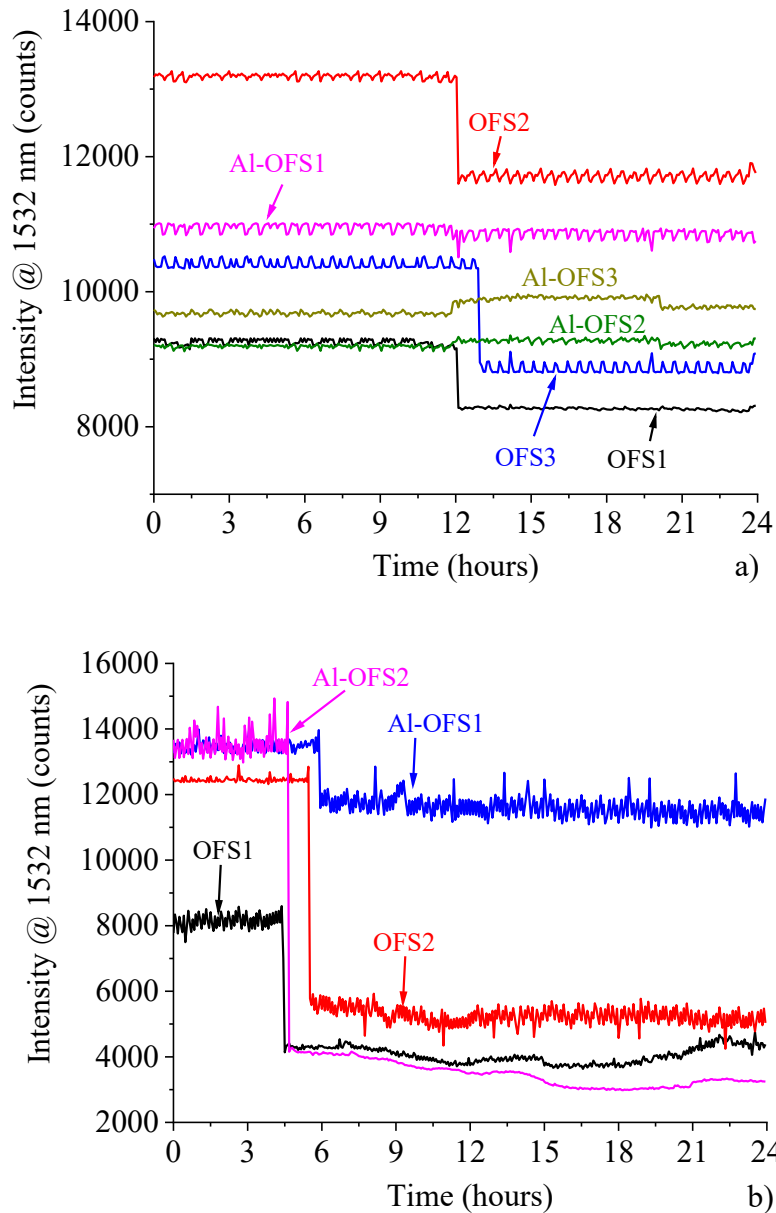 14000
12000
10000
8000
Intensity @ 1532 nm (counts)
OFS2
Al-OFS1
Al-OFS3
Al-OFS2
OFS3
OFS1
0 3 6 9 12 15 18 21 24
Time (hours)
a)
16000
14000
12000
10000
8000
6000
4000
2000
Intensity @ 1532 nm (counts)
Al-OFS2
Al-OFS1
OFS1
OFS2
0 3 6 9 12 15 18 21 24
Time (hours)
b)